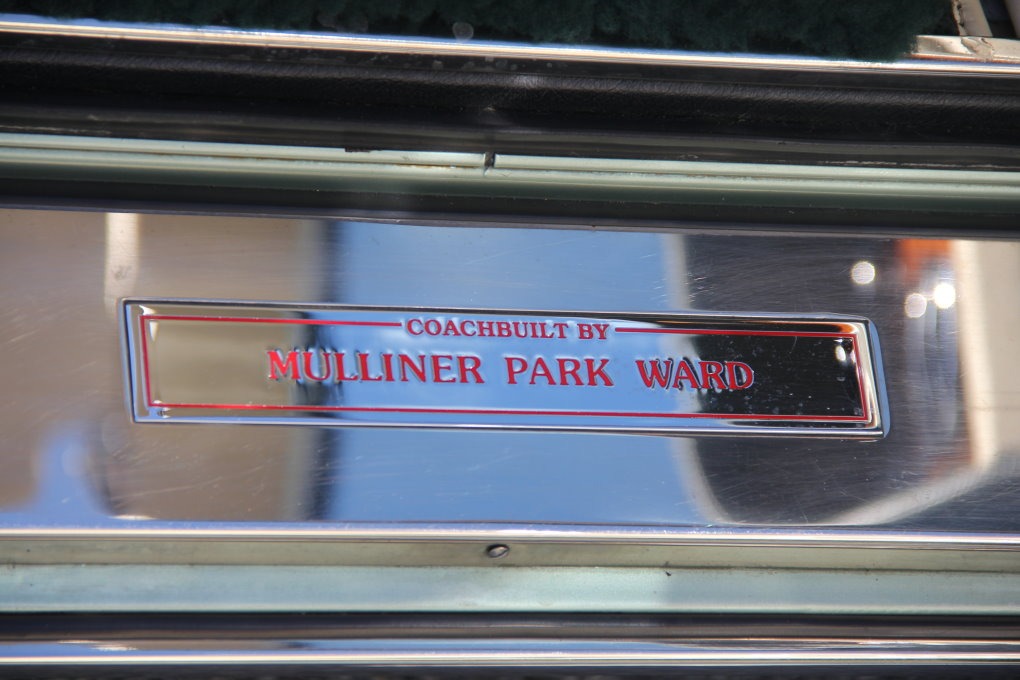 COACHBUILT BY
MULLINER PARK WARD